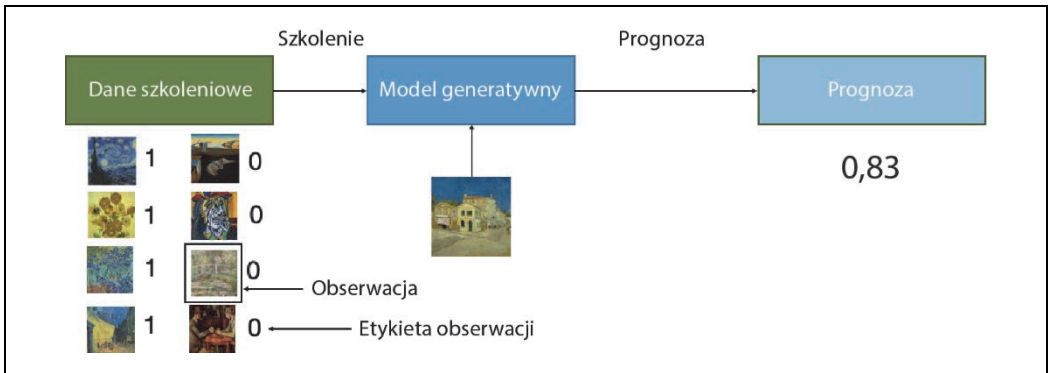 Szkolenie
Prognoza
Dane szkoleniowe
Model generatywny
Prognoza
1
0
0,83
1
0
1
0
Obserwacja
1
0
Etykieta obserwacji